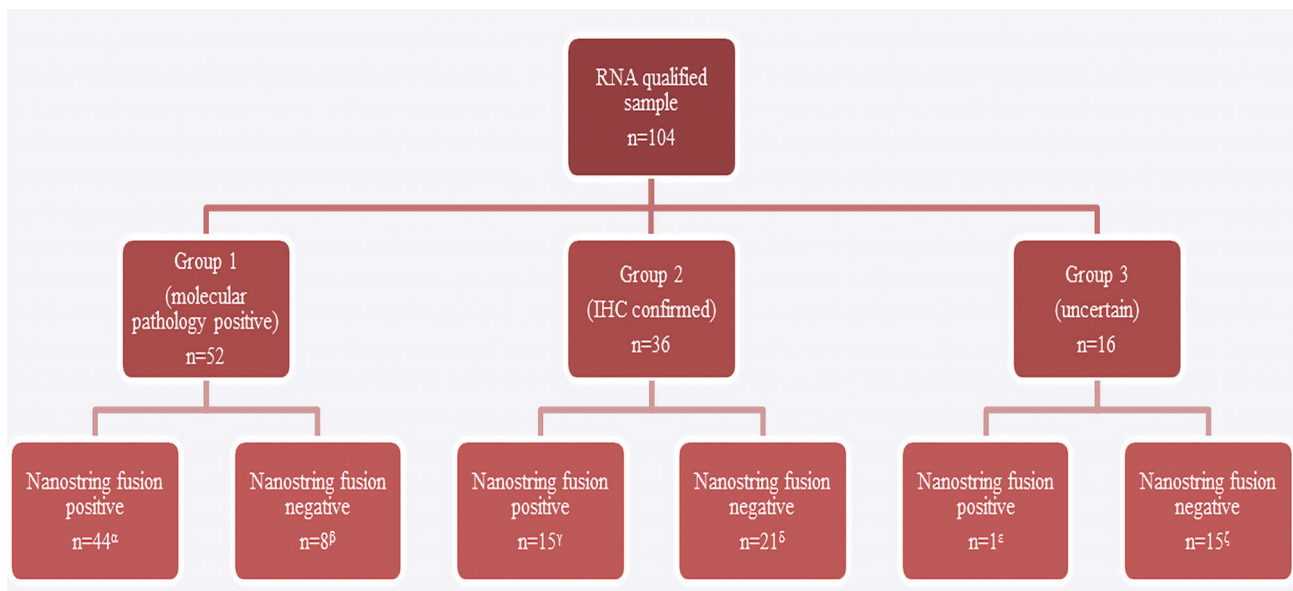 RNA qualified
sample
n=104
Group 1
(molecular
pathology positive)
n=52
Group 2
(IHC confirmed)
n=36
Group 3
(uncertain)
n=16
Nanostring fusion
positive
n=44ᵅ
Nanostring fusion
negative
n=8ᵝ
Nanostring fusion
positive
n=15ᵞ
Nanostring fusion
negative
n=21ᵟ
Nanostring fusion
positive
n=1ᵋ
Nanostring fusion
negative
n=15ζ